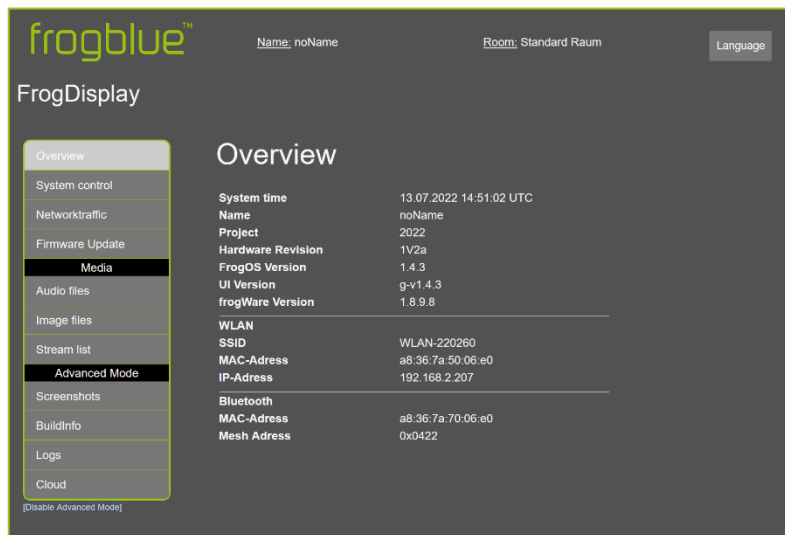 frogblue™
Name: noName
Room: Standard Raum
Language
FrogDisplay
Overview
System control
Networktraffic
Firmware Update
Media
Audio files
Image files
Stream list
Advanced Mode
Screenshots
BuildInfo
Logs
Cloud
[Disable Advanced Mode]
Overview
System time 13.07.2022 14:51:02 UTC
Name noName
Project 2022
Hardware Revision 1V2a
FrogOS Version 1.4.3
UI Version g-v1.4.3
frogWare Version 1.8.9.8
WLAN
SSID WLAN-220260
MAC-Adress a8:36:7a:50:06:e0
IP-Adress 192.168.2.207
Bluetooth
MAC-Adress a8:36:7a:70:06:e0
Mesh Adress 0x0422